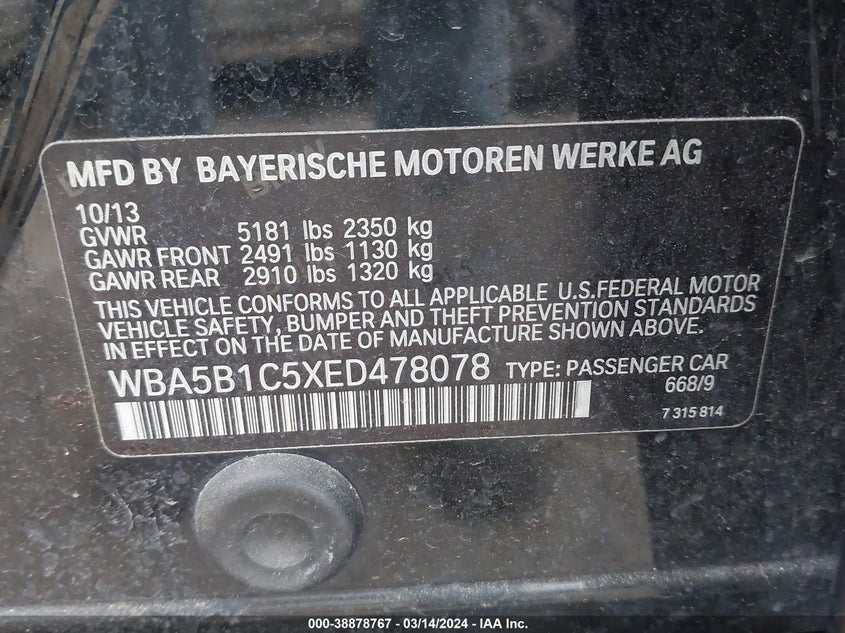 MFD BY BAYERISCHE MOTOREN WERKE AG
10/13
GVWR 5181 lbs 2350 kg
GAWR FRONT 2491 lbs 1130 kg
GAWR REAR 2910 lbs 1320 kg
THIS VEHICLE CONFORMS TO ALL APPLICABLE U.S.FEDERAL MOTOR
VEHICLE SAFETY, BUMPER AND THEFT PREVENTION STANDARDS
IN EFFECT ON THE DATE OF MANUFACTURE SHOWN ABOVE.
WBA5B1C5XED478078 TYPE: PASSENGER CAR
668/9
7 315 814
000-38878767 - 03/14/2024 - IAA Inc.